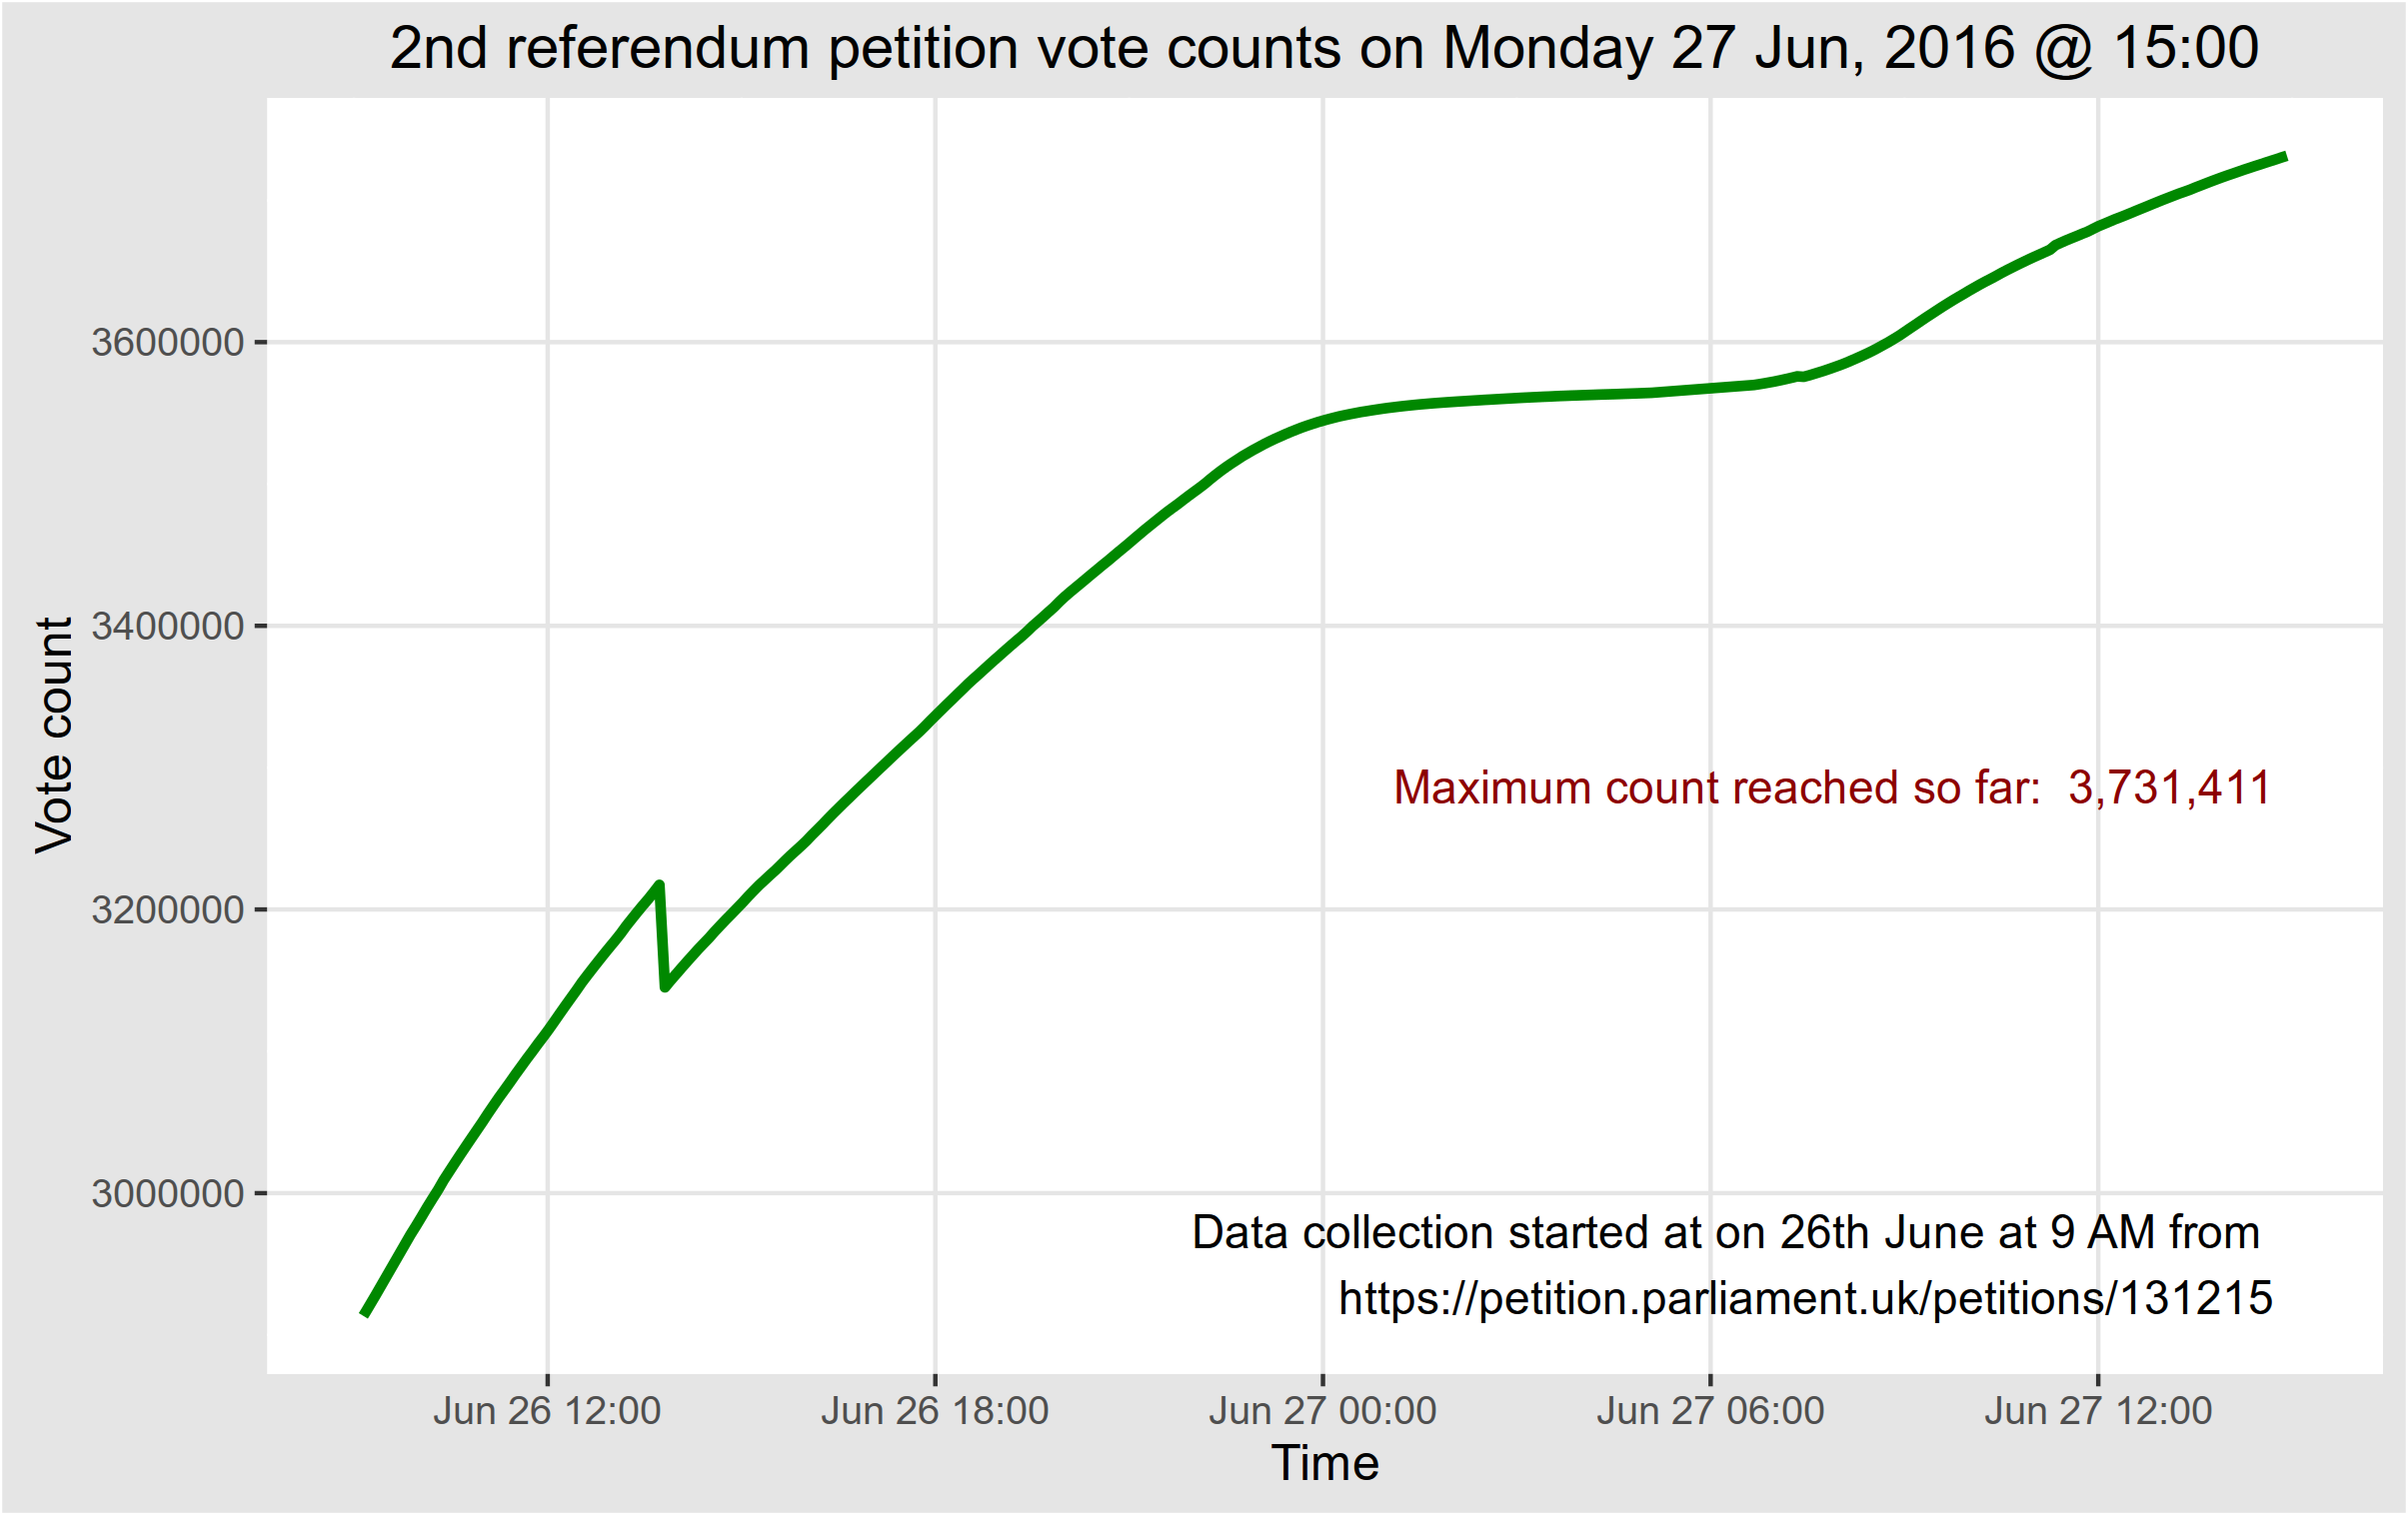 2nd referendum petition vote counts on Monday 27 Jun, 2016 @ 15:00
Vote count
3600000
3400000
3200000
3000000
Maximum count reached so far:  3,731,411
Data collection started at on 26th June at 9 AM from
https://petition.parliament.uk/petitions/131215
Jun 26 12:00
Jun 26 18:00
Jun 27 00:00
Jun 27 06:00
Jun 27 12:00
Time